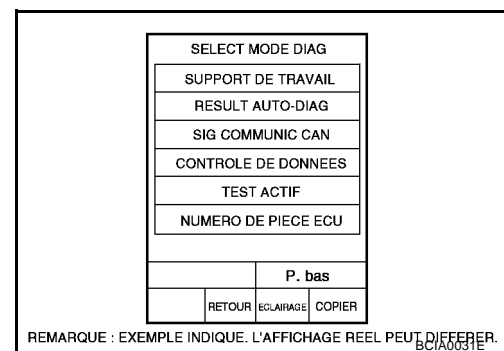 SELECT MODE DIAG
SUPPORT DE TRAVAIL
RESULT AUTO-DIAG
SIG COMMUNIC CAN
CONTROLE DE DONNEES
TEST ACTIF
NUMERO DE PIECE ECU
P. bas
RETOUR ECLAIRAGE COPIER
REMARQUE : EXEMPLE INDIQUE. L'AFFICHAGE REEL PEUT DIFFERER.
BCIA0031E